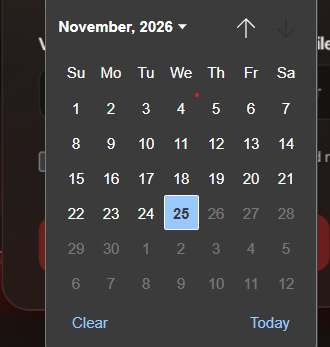 November, 2026
Su Mo Tu We Th Fr Sa
1 2 3 4 5 6 7
8 9 10 11 12 13 14
15 16 17 18 19 20 21
22 23 24 25 26 27 28
29 30 1 2 3 4 5
6 7 8 9 10 11 12
Clear Today